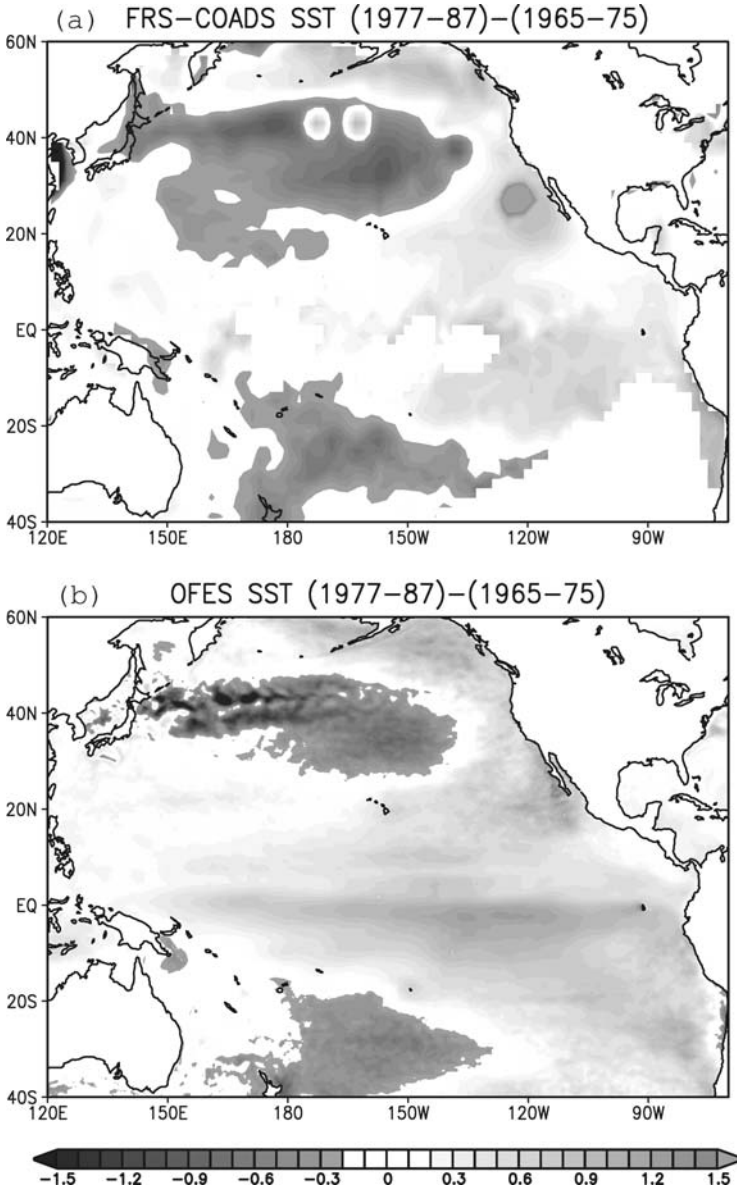 (a) FRS-COADS SST (1977-87)-(1965-75)
60N
40N
20N
EQ
20S
40S
120E 150E 180 150W 120W 90W
(b) OFES SST (1977-87)-(1965-75)
60N
40N
20N
EQ
20S
40S
120E 150E 180 150W 120W 90W
-1.5 -1.2 -0.9 -0.6 -0.3 0 0.3 0.6 0.9 1.2 1.5